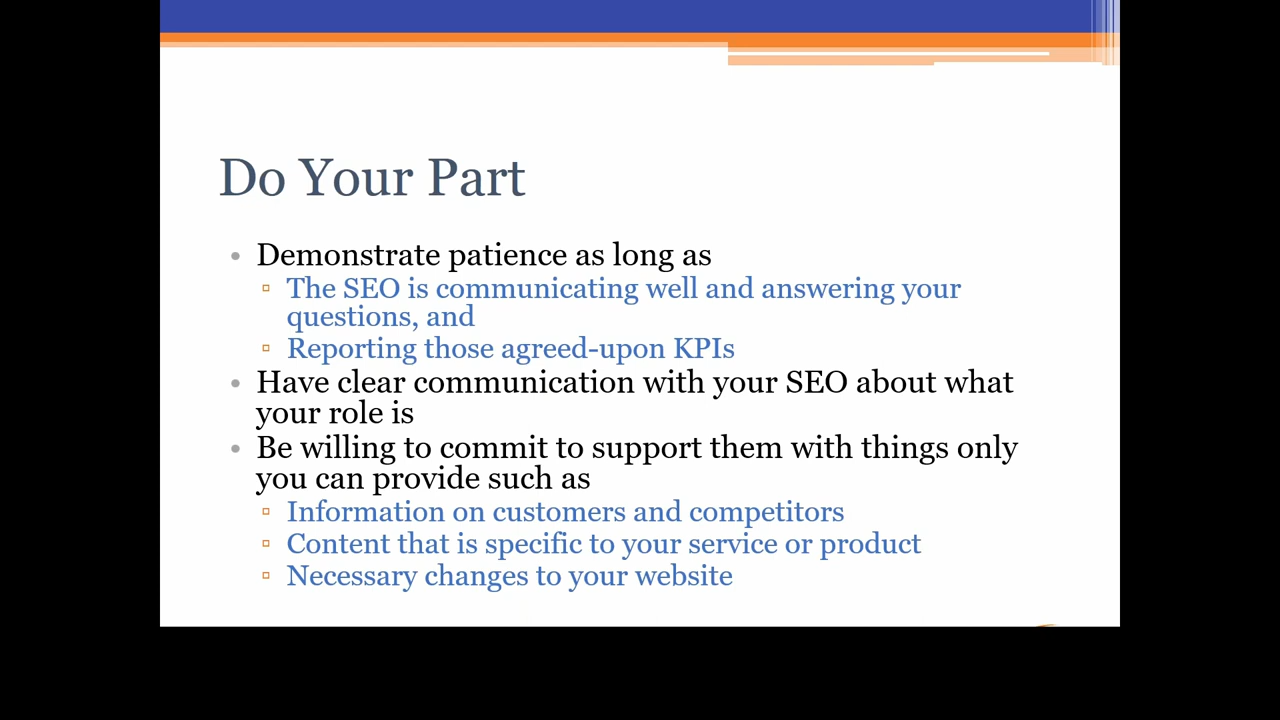 Do Your Part
• Demonstrate patience as long as
▫ The SEO is communicating well and answering your
questions, and
▫ Reporting those agreed-upon KPIs
• Have clear communication with your SEO about what
your role is
• Be willing to commit to support them with things only
you can provide such as
▫ Information on customers and competitors
▫ Content that is specific to your service or product
▫ Necessary changes to your website